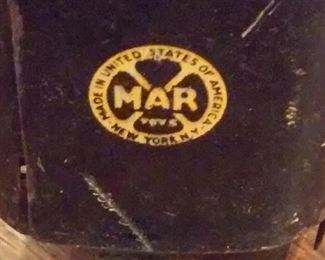 MADE IN UNITED STATES OF AMERICA
MAR
TOYS
NEW YORK, N.Y.